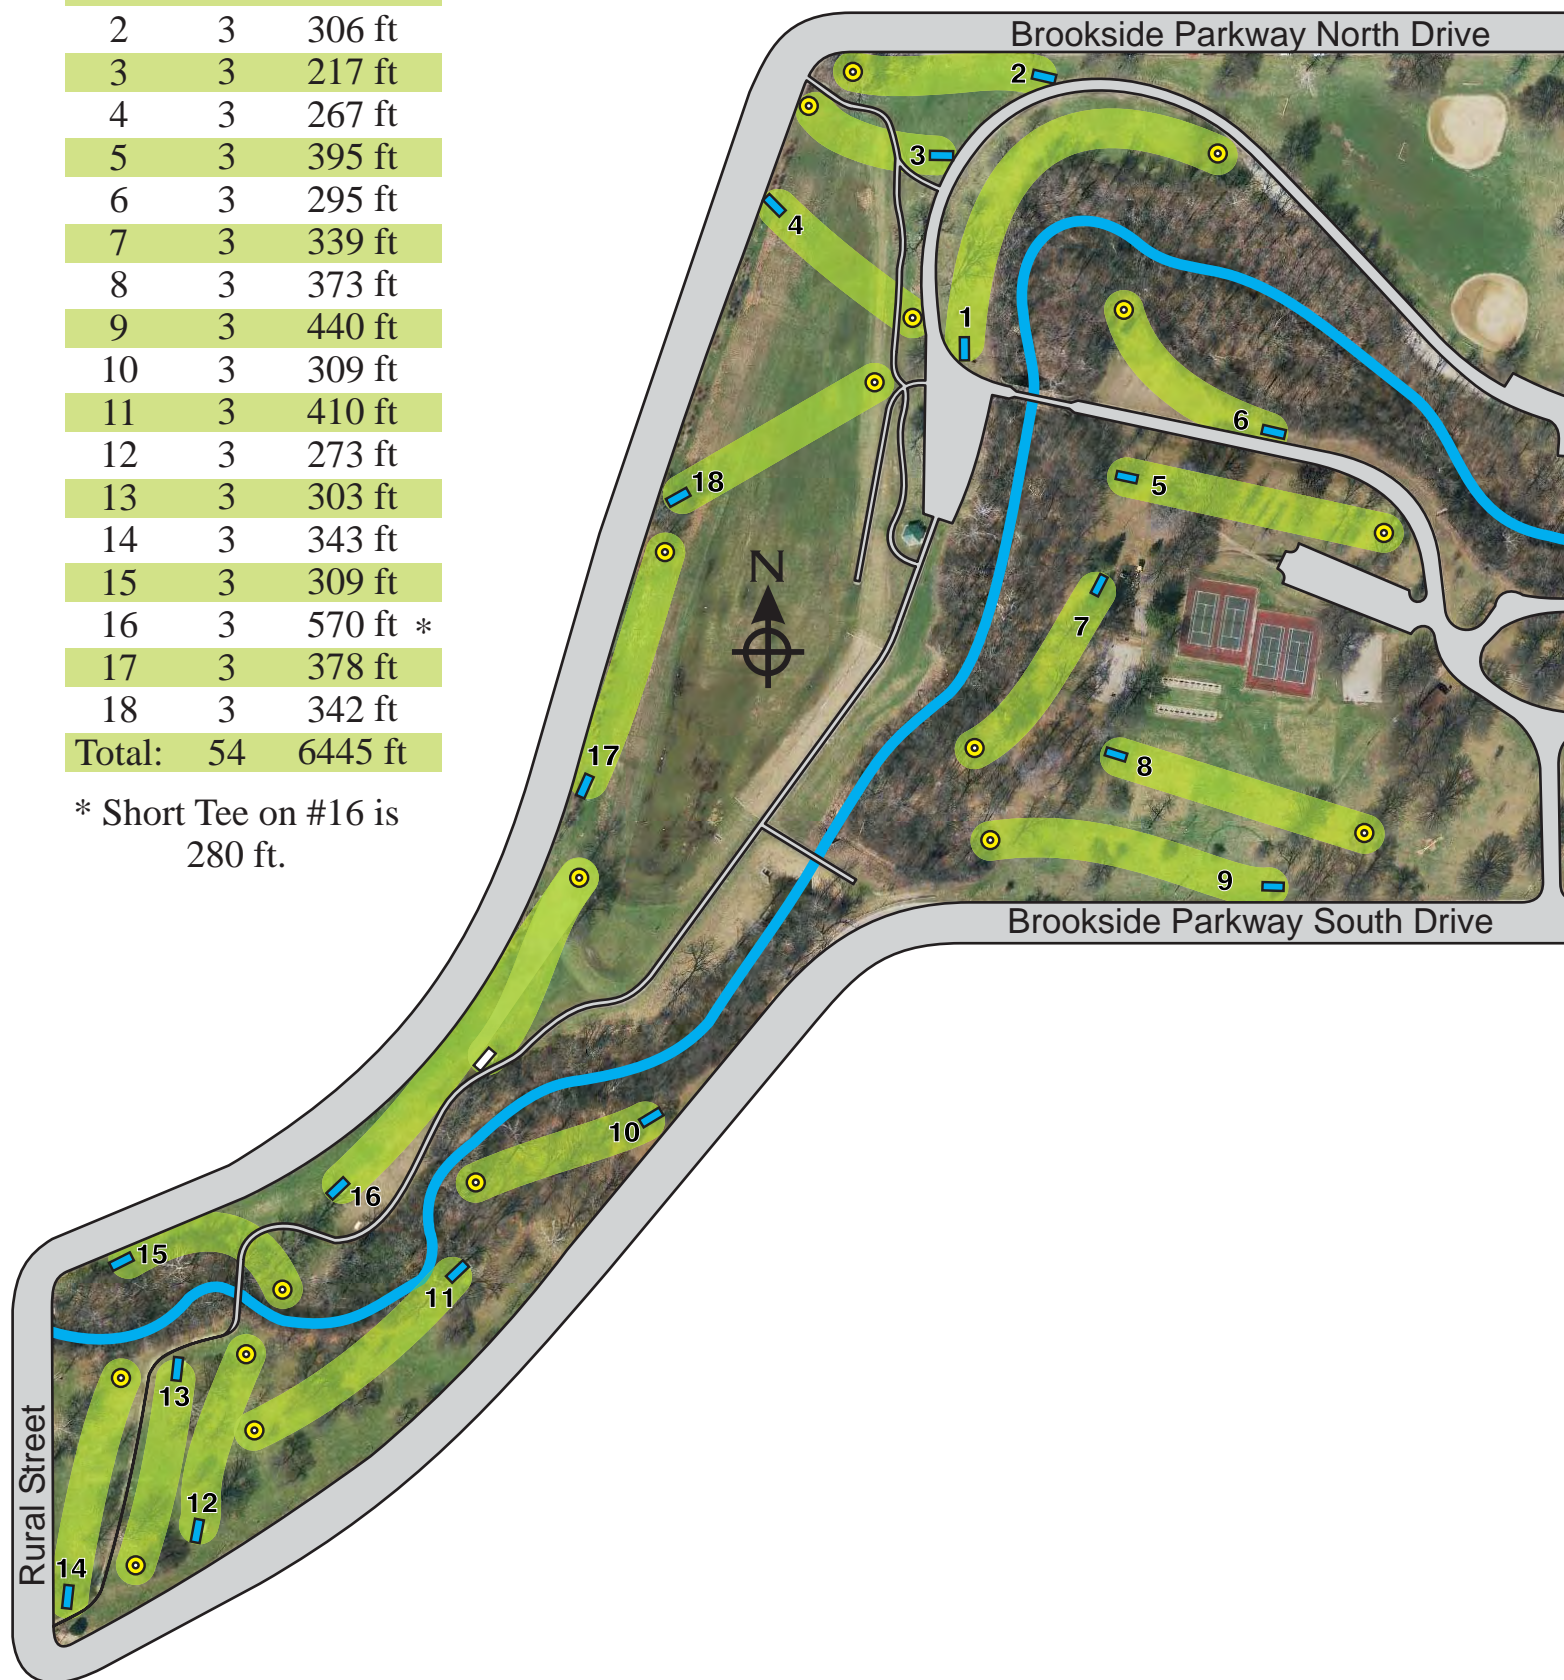 2 3 306 ft
3 3 217 ft
4 3 267 ft
5 3 395 ft
6 3 295 ft
7 3 339 ft
8 3 373 ft
9 3 440 ft
10 3 309 ft
11 3 410 ft
12 3 273 ft
13 3 303 ft
14 3 343 ft
15 3 309 ft
16 3 570 ft *
17 3 378 ft
18 3 342 ft
Total: 54 6445 ft
* Short Tee on #16 is
280 ft.
Brookside Parkway North Drive
2
3
4
1
6
18
5
N
7
17
8
9
Brookside Parkway South Drive
10
16
15
11
13
12
14
Rural Street